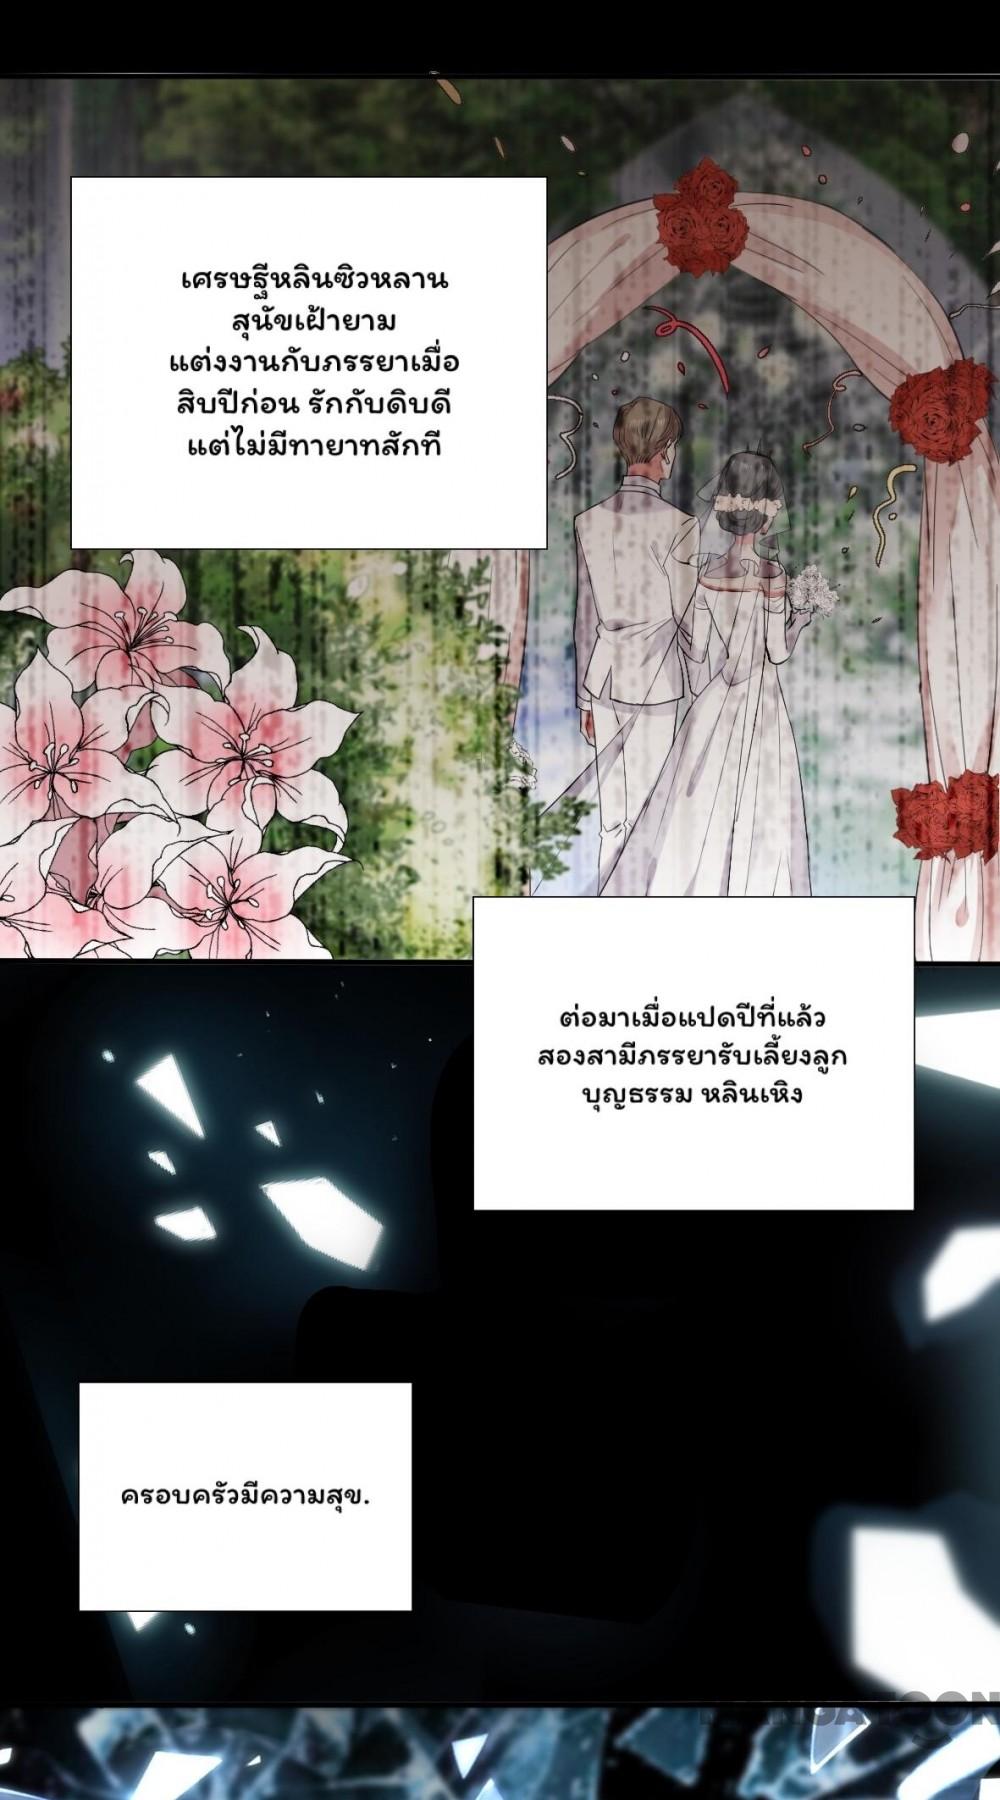 เศรษฐีหลินซิวหลาน
สุนัขเฝ้ายาม
แต่งงานกับภรรยาเมื่อ
สิบปีก่อน รักกับดิบดี
แต่ไม่มีทายาทสักที
ต่อมาเมื่อแปดปีที่แล้ว
สองสามีภรรยารับเลี้ยงลูก
บุญธรรม หลินเหิง
ครอบครัวมีความสุข.
MANGATOON